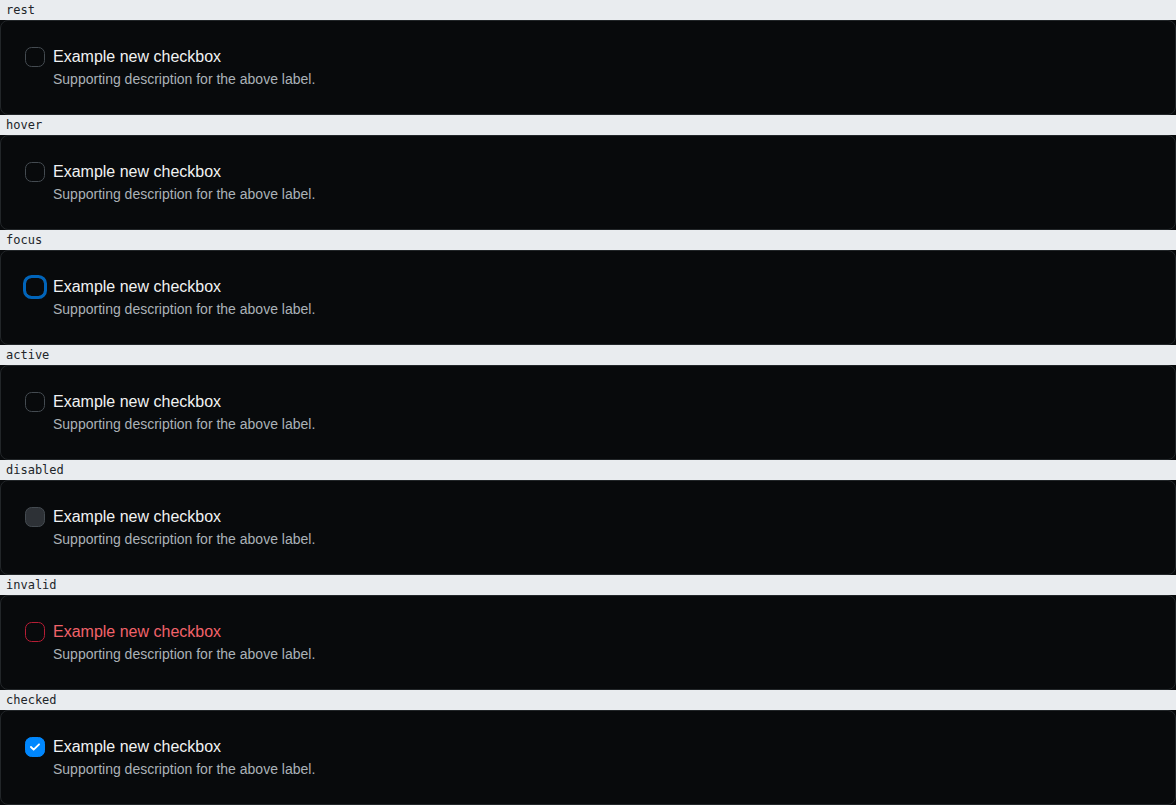 rest
Example new checkbox
Supporting description for the above label.
hover
Example new checkbox
Supporting description for the above label.
focus
Example new checkbox
Supporting description for the above label.
active
Example new checkbox
Supporting description for the above label.
disabled
Example new checkbox
Supporting description for the above label.
invalid
Example new checkbox
Supporting description for the above label.
checked
Example new checkbox
Supporting description for the above label.